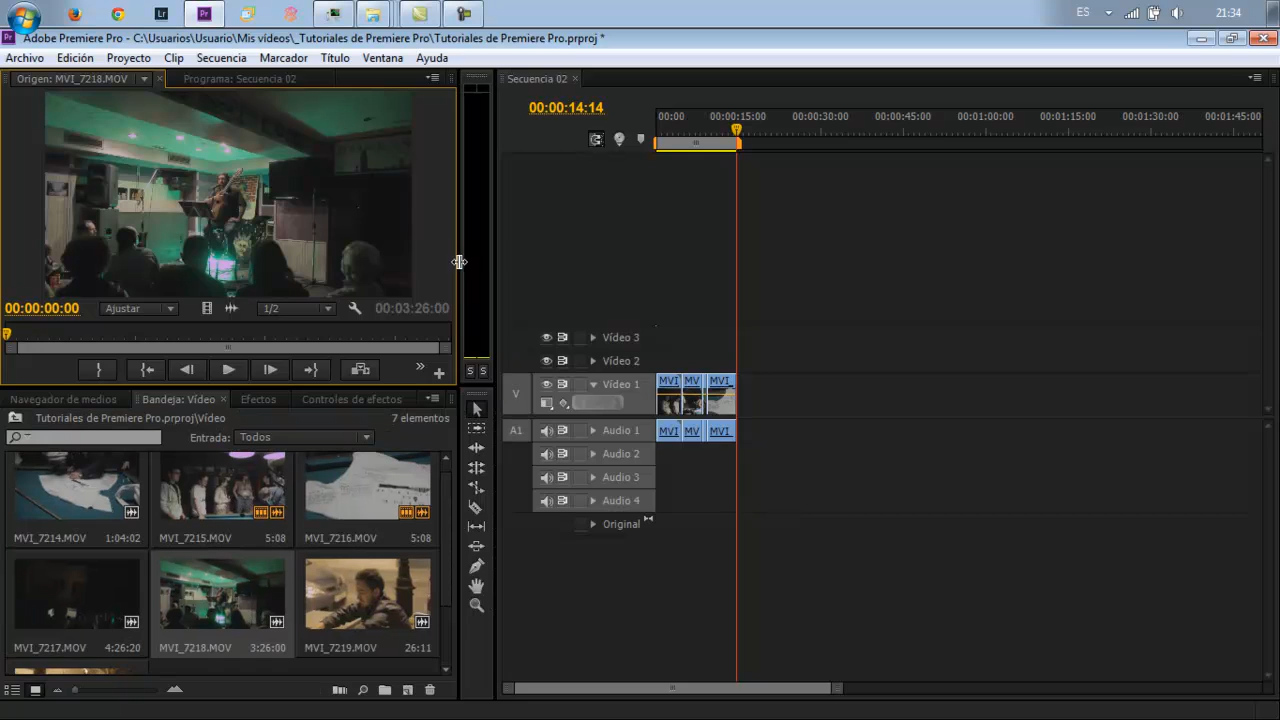 ES
21:34
Adobe Premiere Pro - C:\Usuarios\Usuario\Mis vídeos\_Tutoriales de Premiere Pro\Tutoriales de Premiere Pro.prproj *
Archivo Edición Proyecto Clip Secuencia Marcador Título Ventana Ayuda
Origen: MVI_7218.MOV
Programa: Secuencia 02
Secuencia 02
00:00:14:14
00:00 00:00:15:00 00:00:30:00 00:00:45:00 00:01:00:00 00:01:15:00 00:01:30:00 00:01:45:00
00:00:00:00
Ajustar
1/2
00:03:26:00
S S
Vídeo 3
Vídeo 2
V
Vídeo 1
MVI MV MVI_
A1
Audio 1
MVI MV MVI_
Audio 2
Audio 3
Audio 4
Original
Navegador de medios
Bandeja: Vídeo
Efectos
Controles de efectos
Tutoriales de Premiere Pro.prproj\Vídeo
7 elementos
Entrada: Todos
MVI_7214.MOV 1:04:02
MVI_7215.MOV 5:08
MVI_7216.MOV 5:08
MVI_7217.MOV 4:26:20
MVI_7218.MOV 3:26:00
MVI_7219.MOV 26:11